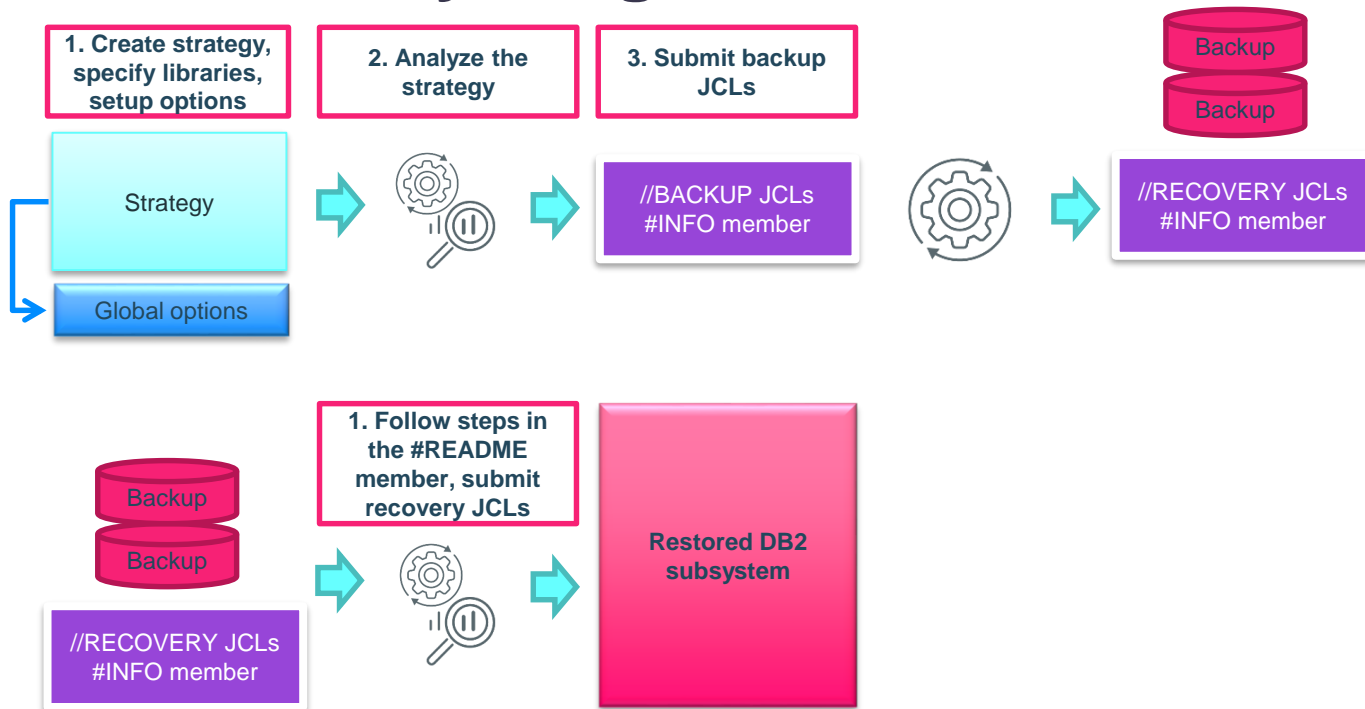 1. Create strategy,
specify libraries,
setup options
2. Analyze the
strategy
3. Submit backup
JCLs
Backup
Backup
Strategy
//BACKUP JCLs
#INFO member
//RECOVERY JCLs
#INFO member
Global options
1. Follow steps in
the #README
member, submit
recovery JCLs
Backup
Backup
Restored DB2
subsystem
//RECOVERY JCLs
#INFO member